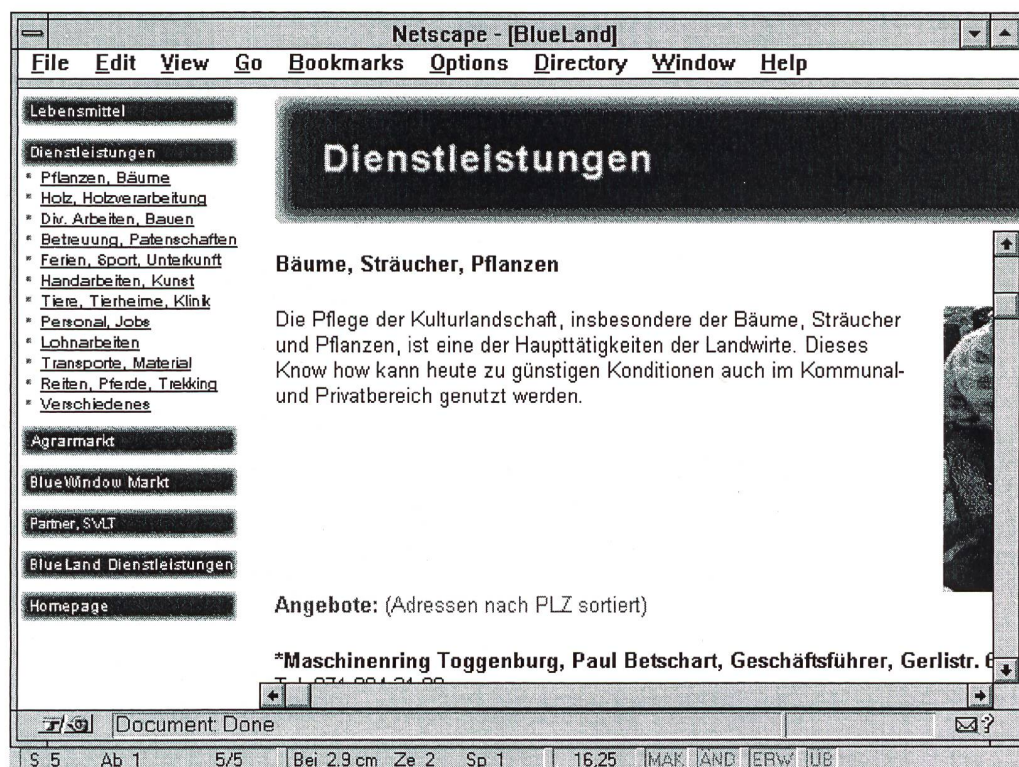 Netscape - [BlueLand]
File Edit View Go Bookmarks Options Directory Window Help
Lebensmittel
Dienstleistungen
* Pflanzen, Bäume
* Holz, Holzverarbeitung
* Div. Arbeiten, Bauen
* Betreuung, Patenschaften
* Ferien, Sport, Unterkunft
* Handarbeiten, Kunst
* Tiere, Tierheime, Klinik
* Personal, Jobs
* Lohnarbeiten
* Transporte, Material
* Reiten, Pferde, Trekking
* Verschiedenes
Agrarmarkt
BlueWindow Markt
Partner, SVLT
BlueLand Dienstleistungen
Homepage
Dienstleistungen
Bäume, Sträucher, Pflanzen
Die Pflege der Kulturlandschaft, insbesondere der Bäume, Sträucher
und Pflanzen, ist eine der Haupttätigkeiten der Landwirte. Dieses
Know how kann heute zu günstigen Konditionen auch im Kommunal-
und Privatbereich genutzt werden.
Angebote: (Adressen nach PLZ sortiert)
*Maschinenring Toggenburg, Paul Betschart, Geschäftsführer, Gerlistr. 6
Document: Done
S 5 Ab 1 5/5 Bei 2,9 cm Ze 2 Sp 1 16,25 MAK ÄND ERW ÜB